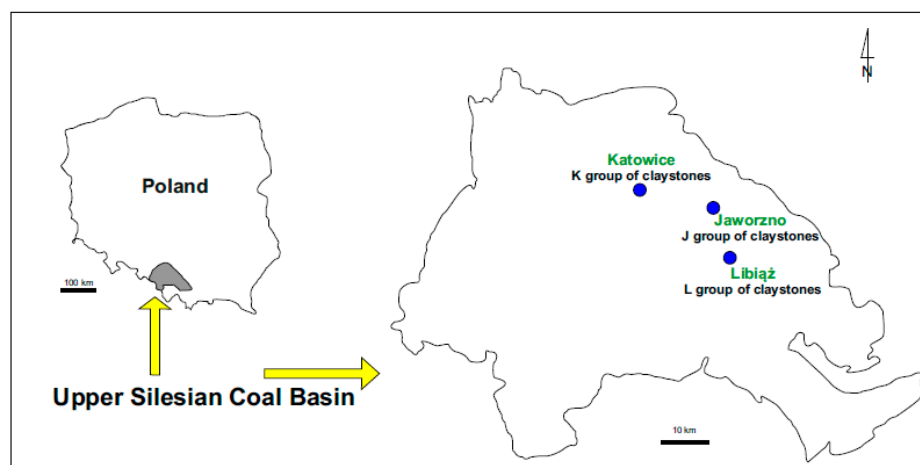 Poland
100 km
Upper Silesian Coal Basin
N
Katowice
K group of claystones
Jaworzno
J group of claystones
Libiąż
L group of claystones
10 km